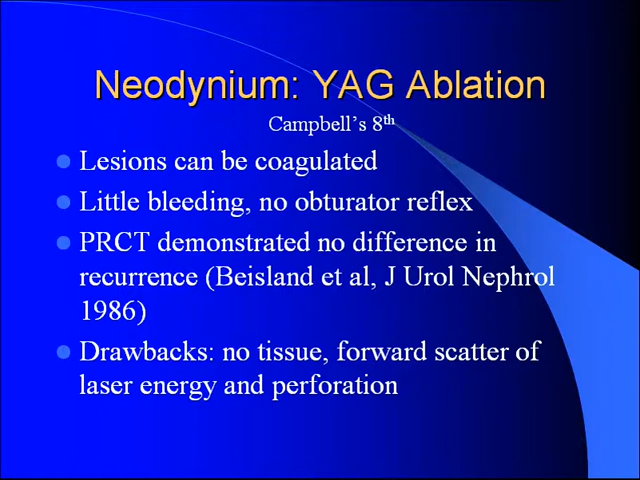 Neodynium: YAG Ablation
Campbell's 8th
Lesions can be coagulated
Little bleeding, no obturator reflex
PRCT demonstrated no difference in
recurrence (Beisland et al, J Urol Nephrol
1986)
Drawbacks: no tissue, forward scatter of
laser energy and perforation